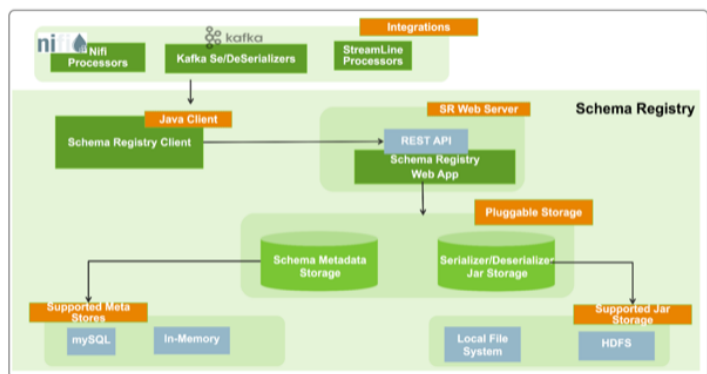 Integrations
nifi
kafka
Nifi
Processors
Kafka Se/DeSerializers
StreamLine
Processors
Schema Registry
Java Client
Schema Registry Client
SR Web Server
REST API
Schema Registry
Web App
Pluggable Storage
Schema Metadata
Storage
Serializer/Deserializer
Jar Storage
Supported Meta
Stores
mySQL
In-Memory
Supported Jar
Storage
Local File
System
HDFS